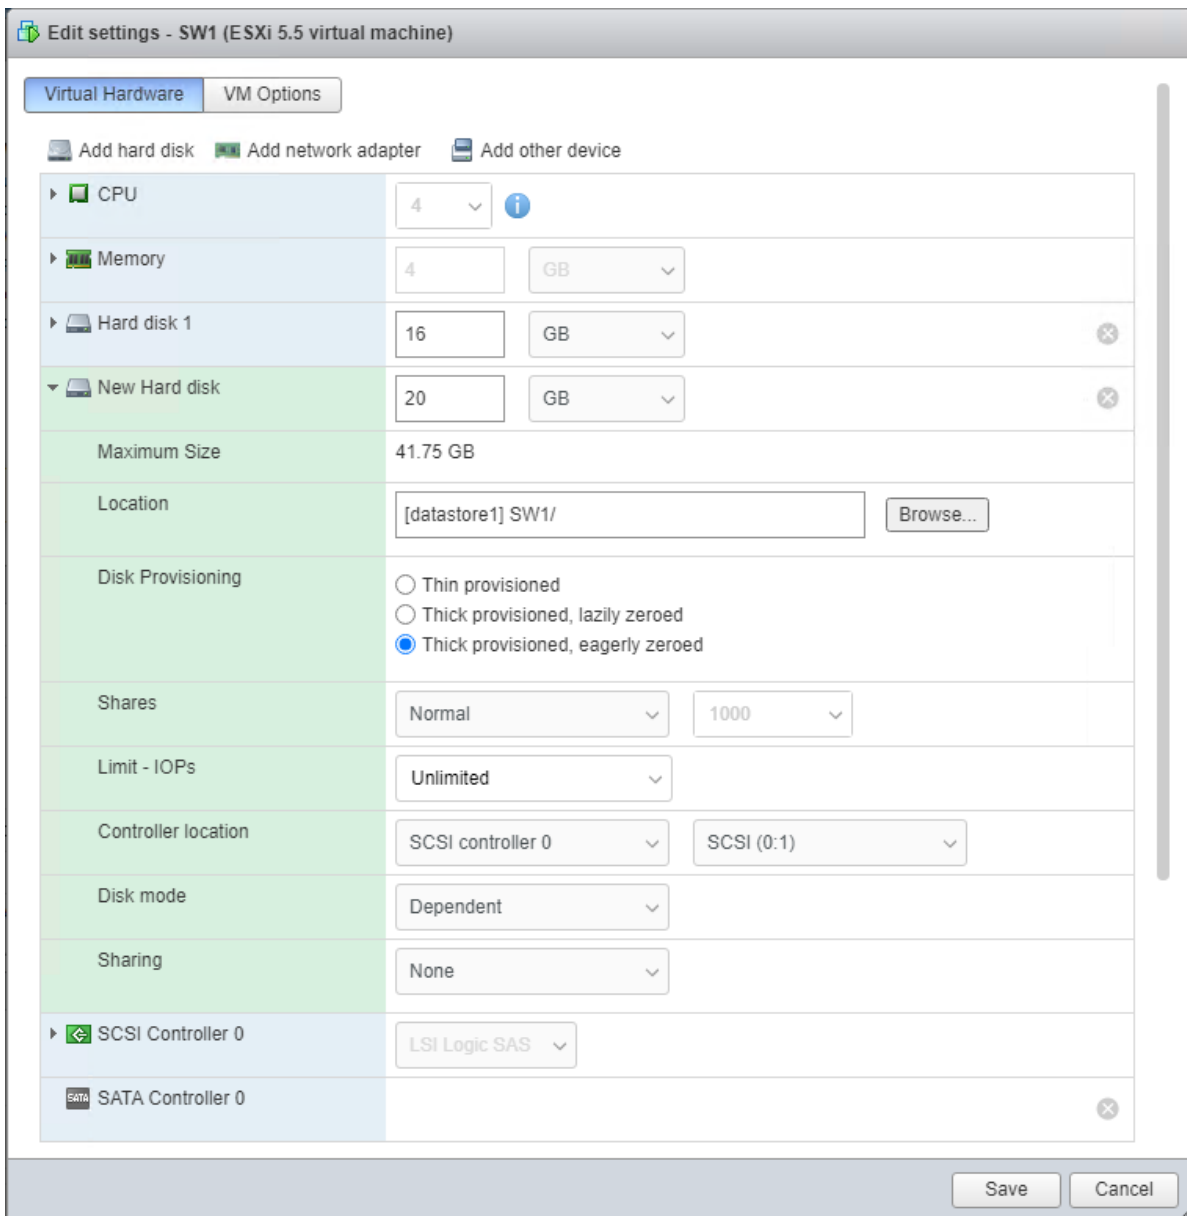 Edit settings - SW1 (ESXi 5.5 virtual machine)
Virtual Hardware VM Options
Add hard disk Add network adapter Add other device
CPU 4
Memory 4 GB
Hard disk 1 16 GB
New Hard disk 20 GB
Maximum Size 41.75 GB
Location [datastore1] SW1/ Browse...
Disk Provisioning Thin provisioned
Thick provisioned, lazily zeroed
Thick provisioned, eagerly zeroed
Shares Normal 1000
Limit - IOPs Unlimited
Controller location SCSI controller 0 SCSI (0:1)
Disk mode Dependent
Sharing None
SCSI Controller 0 LSI Logic SAS
SATA SATA Controller 0
Save Cancel